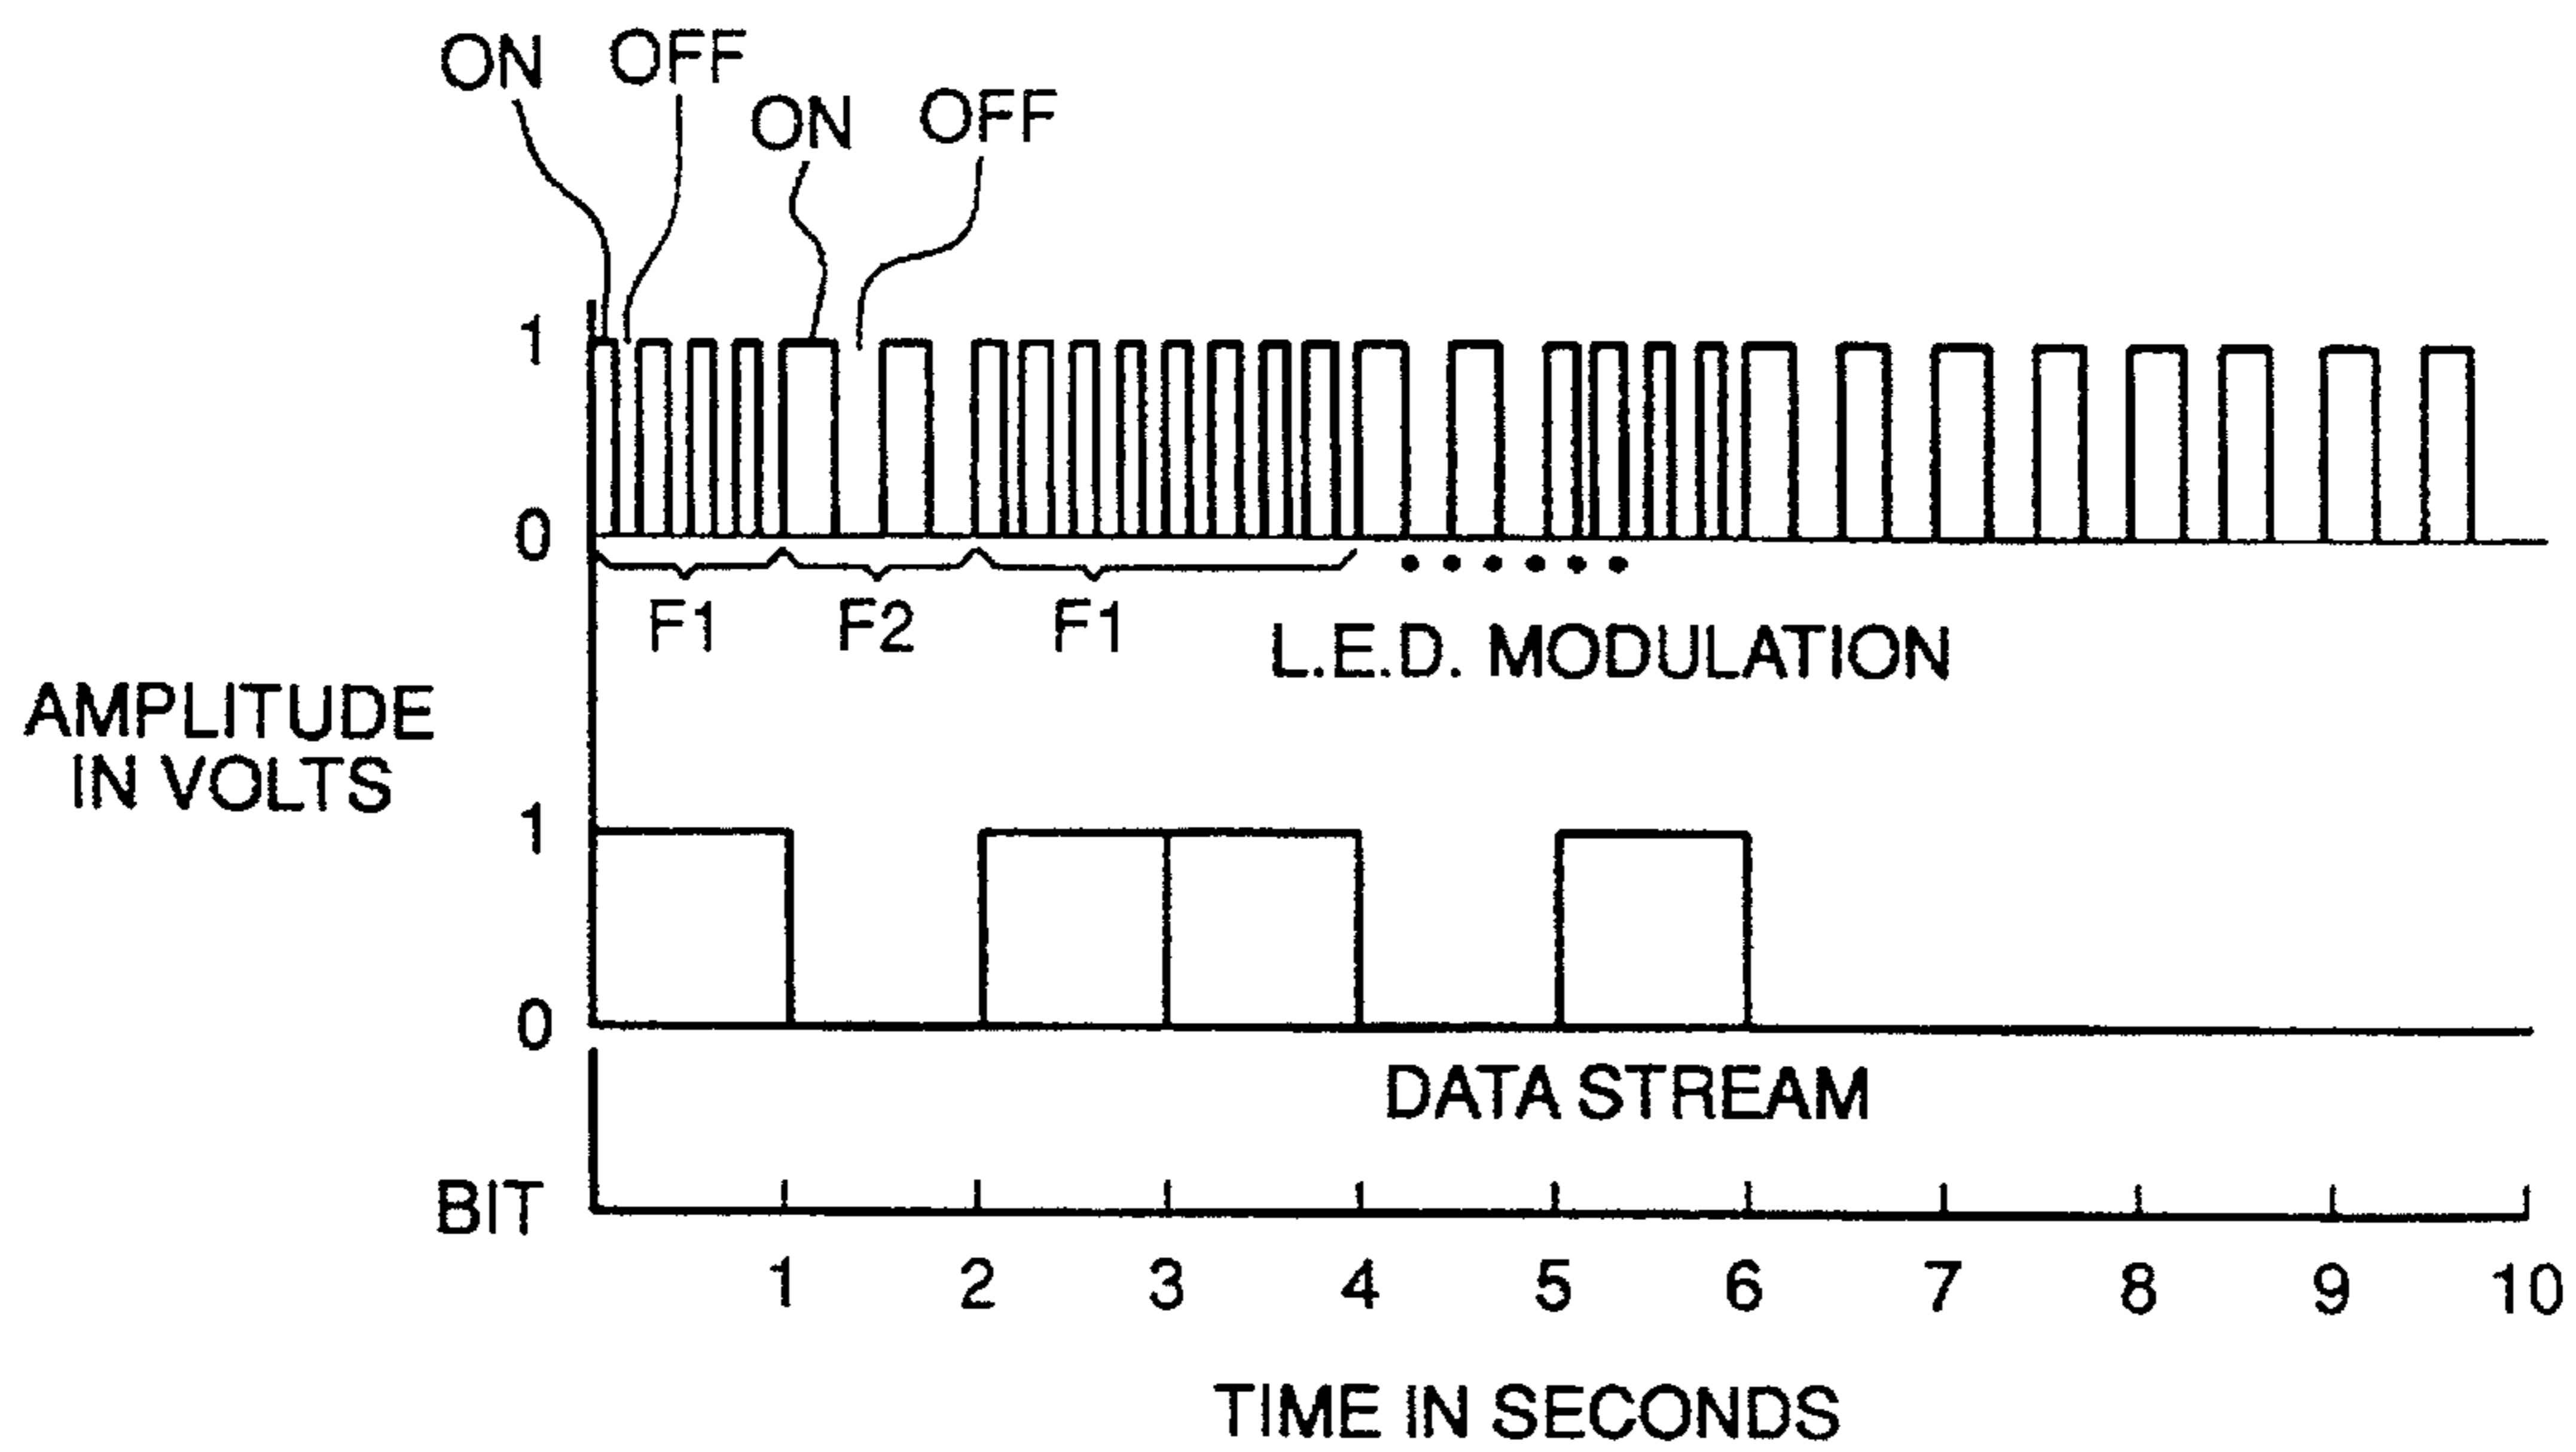 ON OFF
ON OFF
1
0
F1 F2 F1
L.E.D. MODULATION
AMPLITUDE
IN VOLTS
1
0
DATA STREAM
BIT
1 2 3 4 5 6 7 8 9 10
TIME IN SECONDS